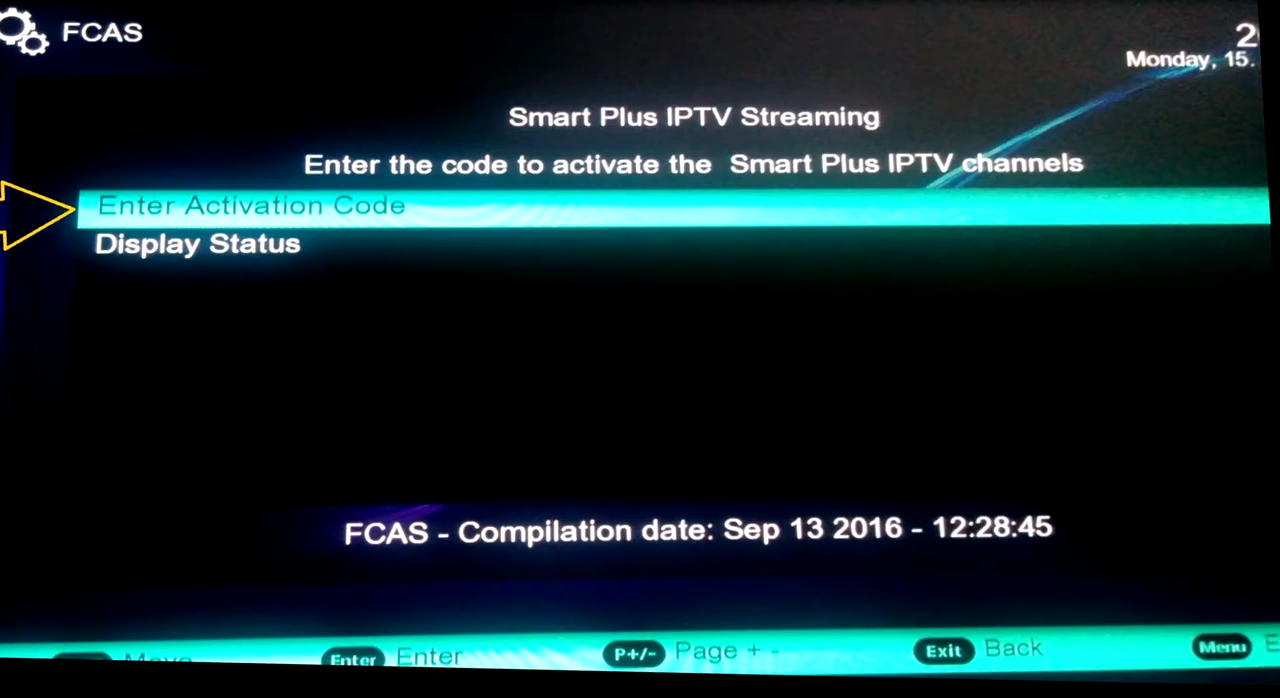 FCAS
2
Monday, 15.
Smart Plus IPTV Streaming
Enter the code to activate the Smart Plus IPTV channels
Enter Activation Code
Display Status
FCAS - Compilation date: Sep 13 2016 - 12:28:45
Move Enter Enter P+/- Page + - Exit Back Menu E